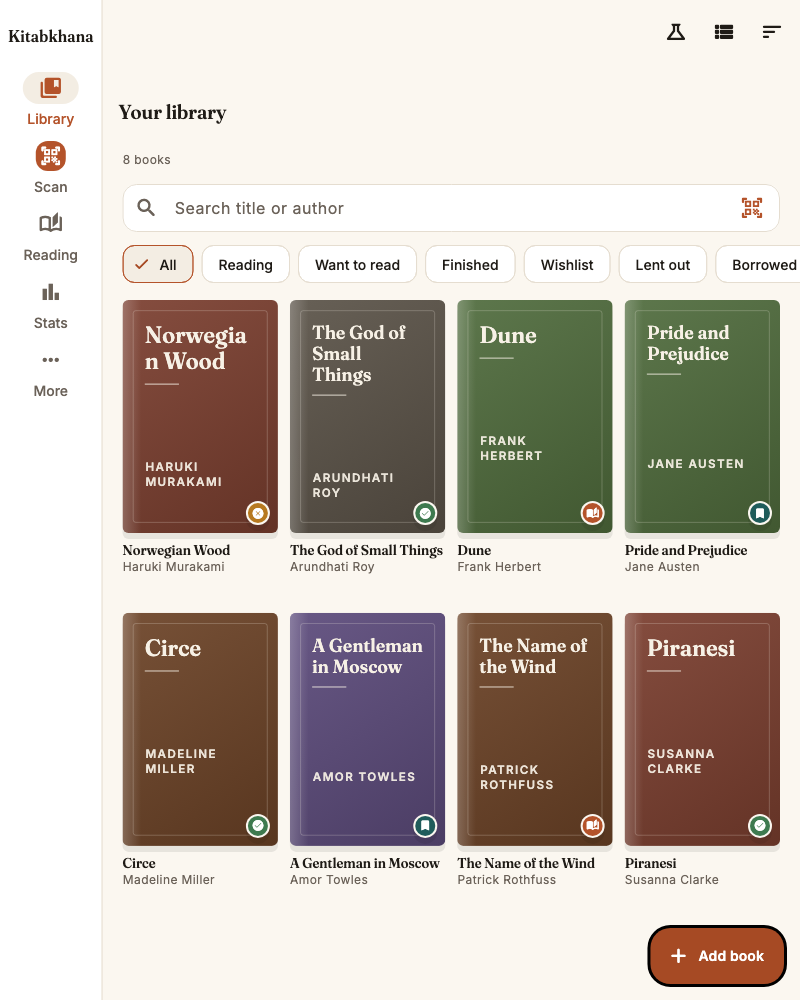 Kitabkhana
Library
Scan
Reading
Stats
More
Your library
8 books
Search title or author
All
Reading
Want to read
Finished
Wishlist
Lent out
Borrowed
Norwegia
n Wood
HARUKI
MURAKAMI
Norwegian Wood
Haruki Murakami
The God of
Small
Things
ARUNDHATI
ROY
The God of Small Things
Arundhati Roy
Dune
FRANK
HERBERT
Dune
Frank Herbert
Pride and
Prejudice
JANE AUSTEN
Pride and Prejudice
Jane Austen
Circe
MADELINE
MILLER
Circe
Madeline Miller
A Gentleman
in Moscow
AMOR TOWLES
A Gentleman in Moscow
Amor Towles
The Name of
the Wind
PATRICK
ROTHFUSS
The Name of the Wind
Patrick Rothfuss
Piranesi
SUSANNA
CLARKE
Piranesi
Susanna Clarke
Add book